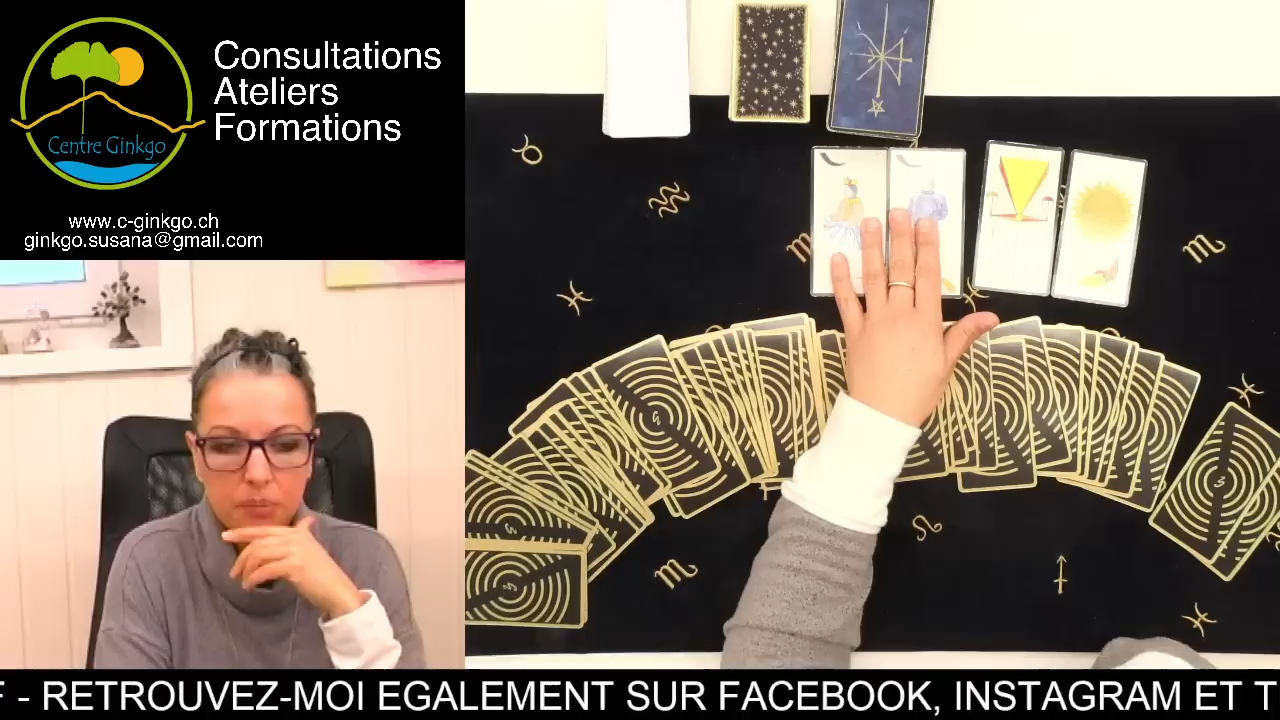 Consultations
Ateliers
Formations
Centre Ginkgo
www.c-ginkgo.ch
ginkgo.susana@gmail.com
- RETROUVEZ-MOI EGALEMENT SUR FACEBOOK, INSTAGRAM ET